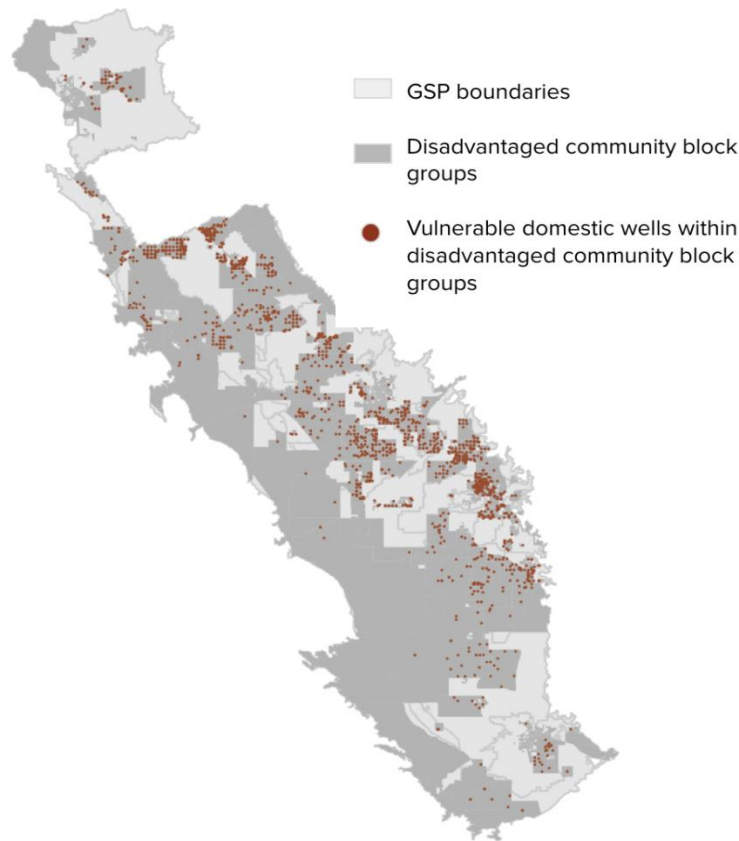 GSP boundaries
Disadvantaged community block
groups
Vulnerable domestic wells within
disadvantaged community block
groups